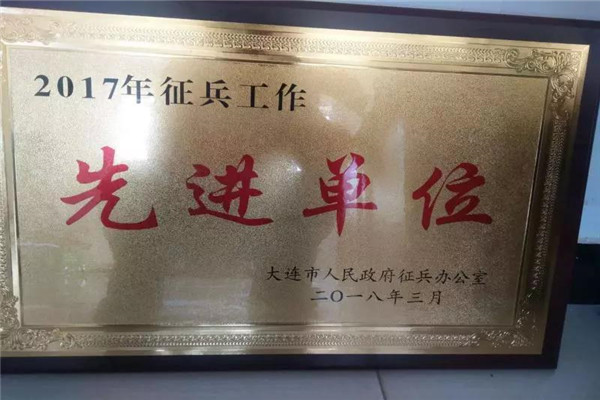 2017年征兵工作
先进单位
大连市人民政府征兵办公室
二〇一八年三月